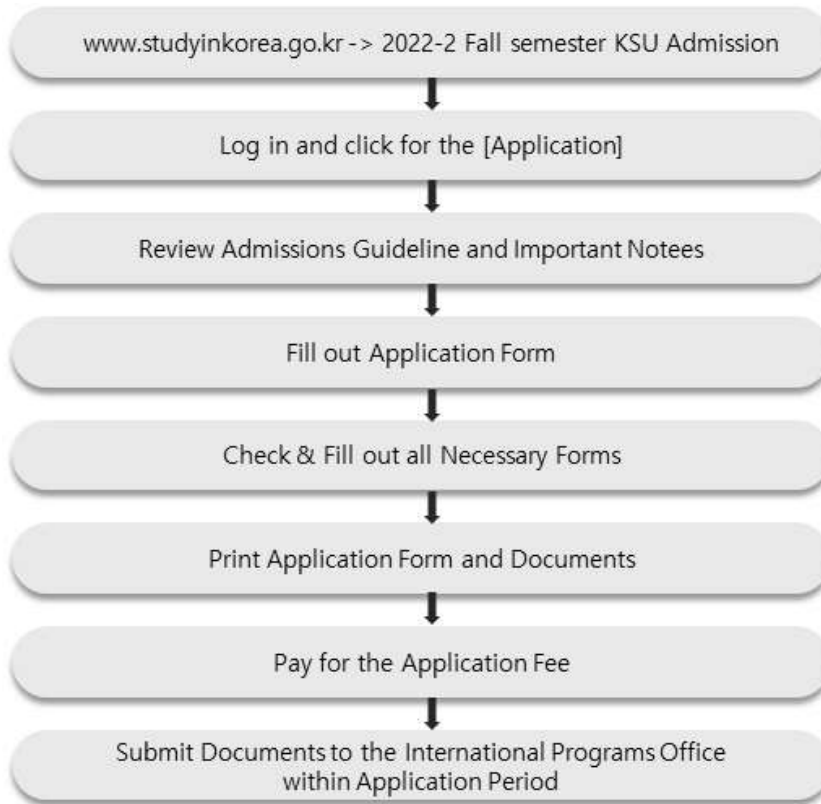 www.studyinkorea.go.kr -> 2022-2 Fall semester KSU Admission
Log in and click for the [Application]
Review Admissions Guideline and Important Notees
Fill out Application Form
Check & Fill out all Necessary Forms
Print Application Form and Documents
Pay for the Application Fee
Submit Documents to the International Programs Office
within Application Period